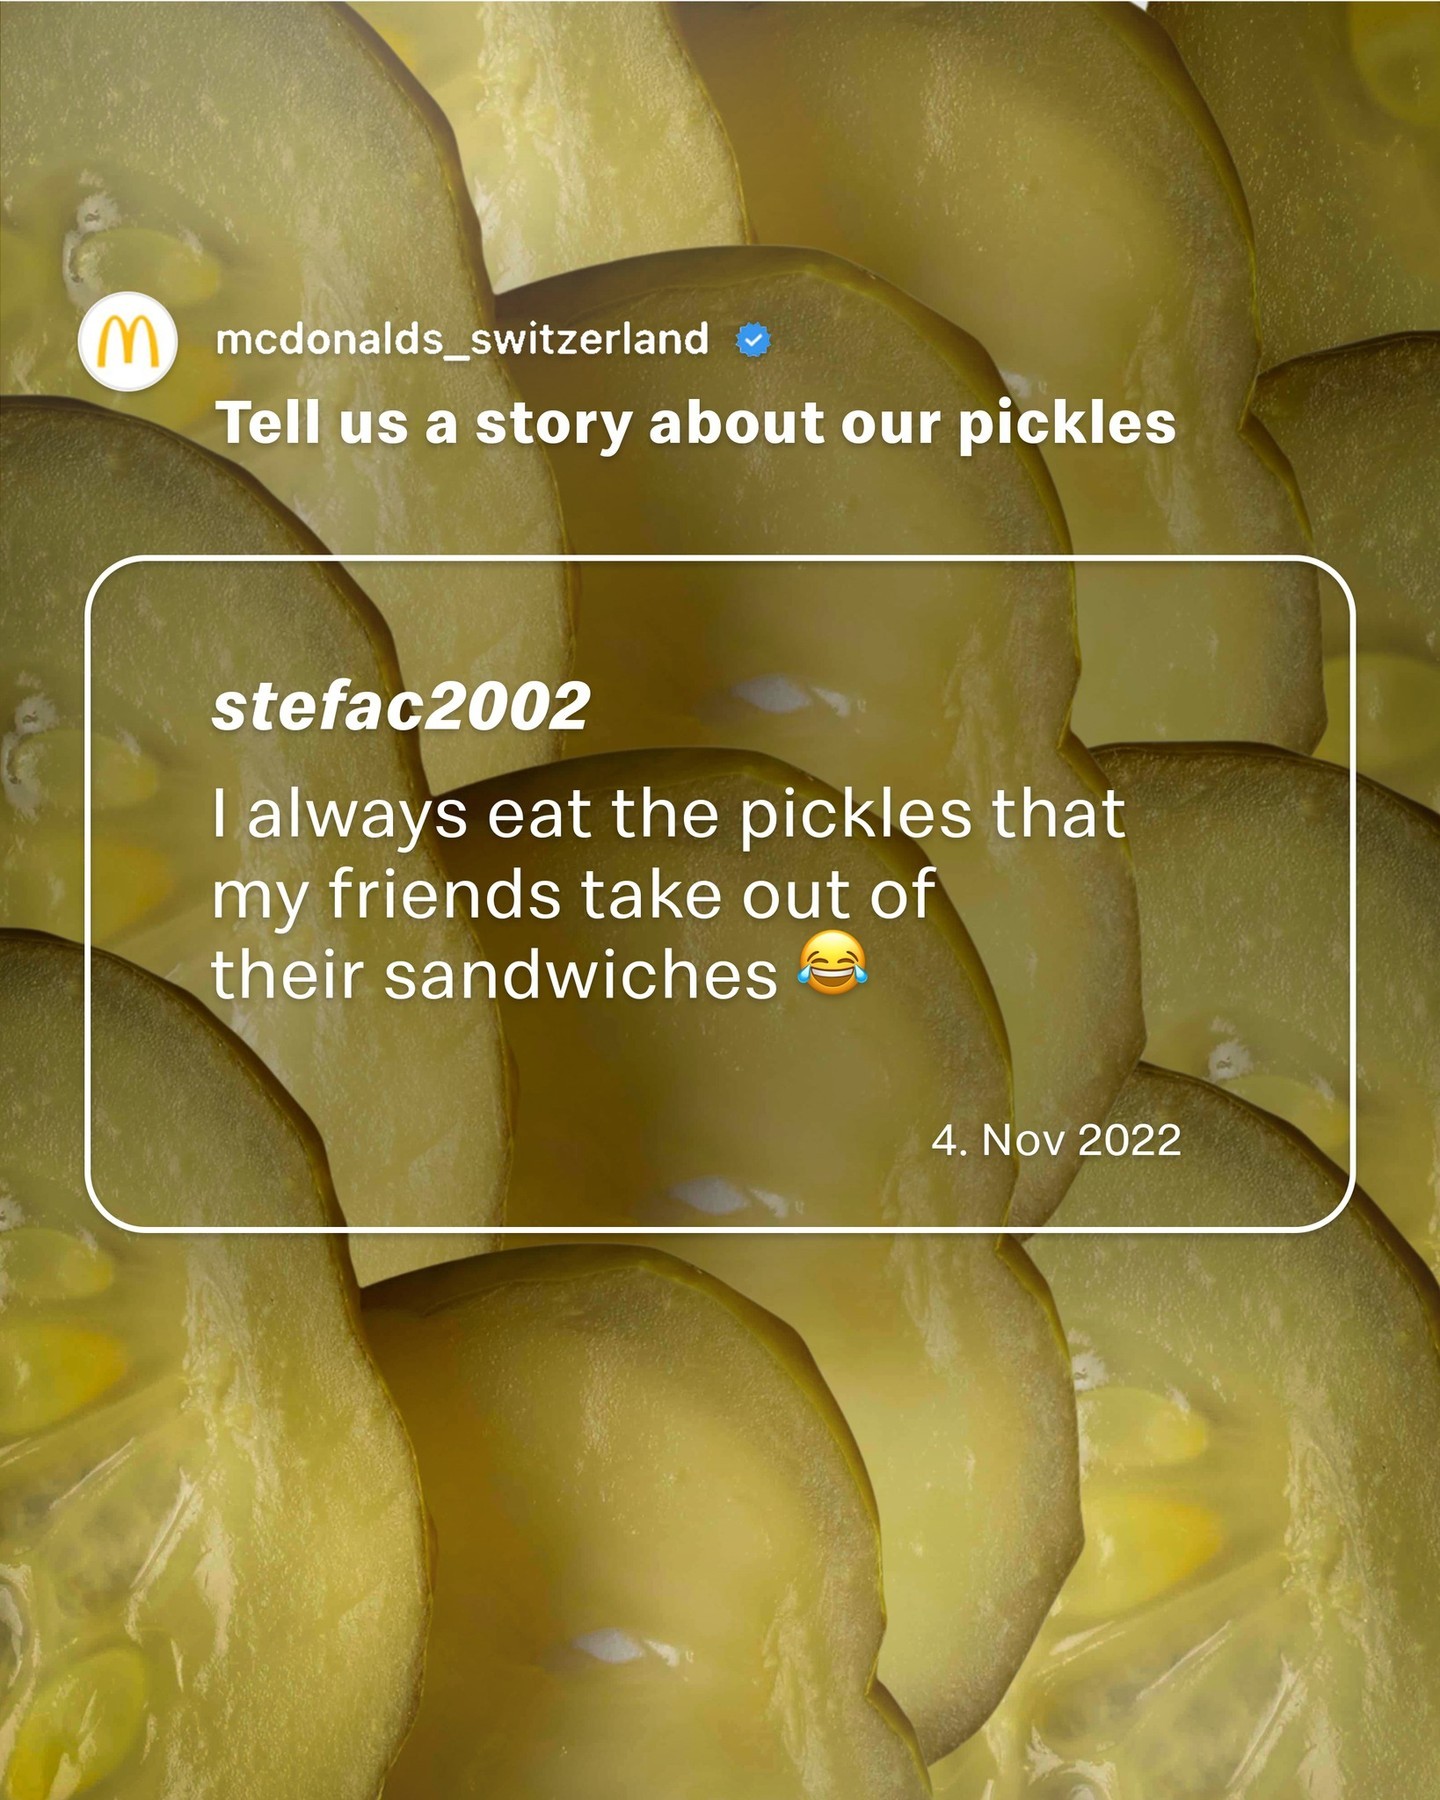 mcdonalds_switzerland
Tell us a story about our pickles
stefac2002
I always eat the pickles that
my friends take out of
their sandwiches 😂
4. Nov 2022